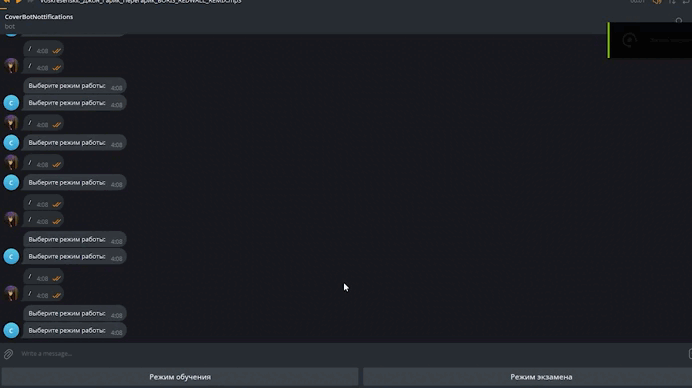 CoverBotNotifications
bot
/ 4:08
/ 4:08
Выберите режим работы: 4:08
Выберите режим работы: 4:08
/ 4:08
Выберите режим работы: 4:08
/ 4:08
Выберите режим работы: 4:08
/ 4:08
/ 4:08
Выберите режим работы: 4:08
Выберите режим работы: 4:08
/ 4:08
/ 4:08
Выберите режим работы: 4:08
Выберите режим работы: 4:08
Write a message...
Режим обучения
Режим экзамена